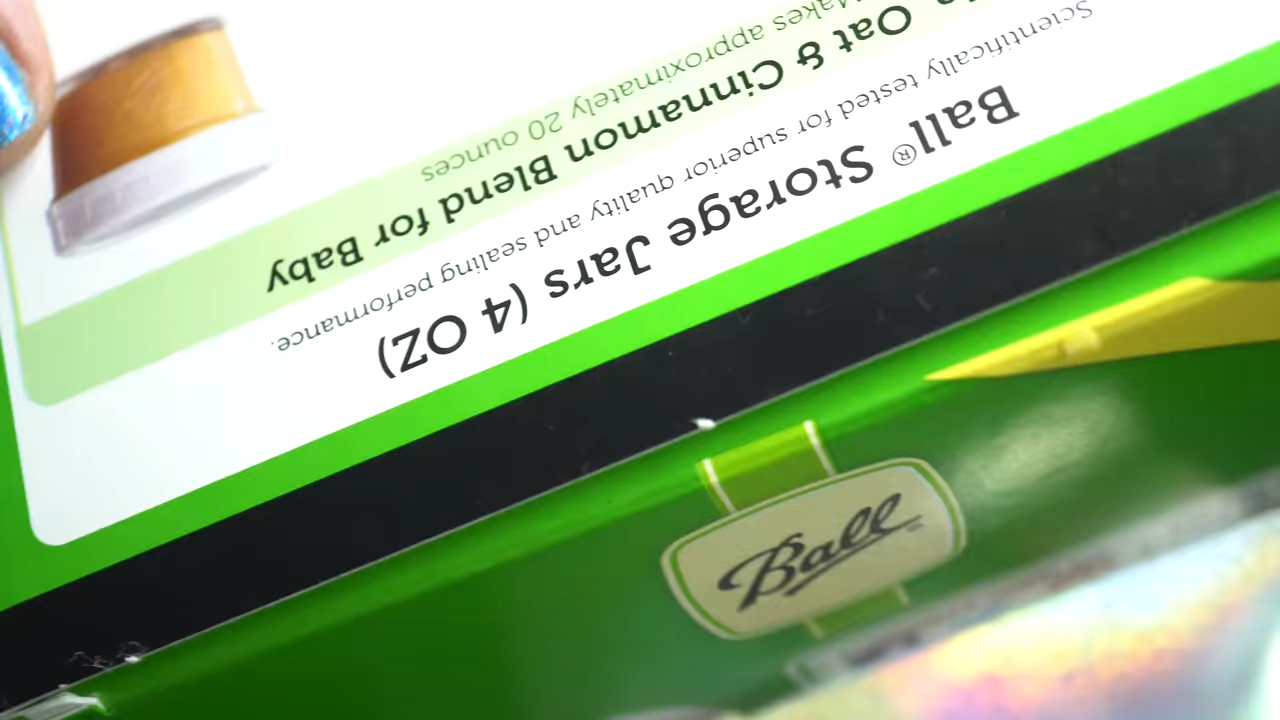 Makes approximately 20 ounces
Oat & Cinnamon Blend for Baby
Scientifically tested for superior quality and sealing performance.
Ball® Storage Jars (4 OZ)
Ball